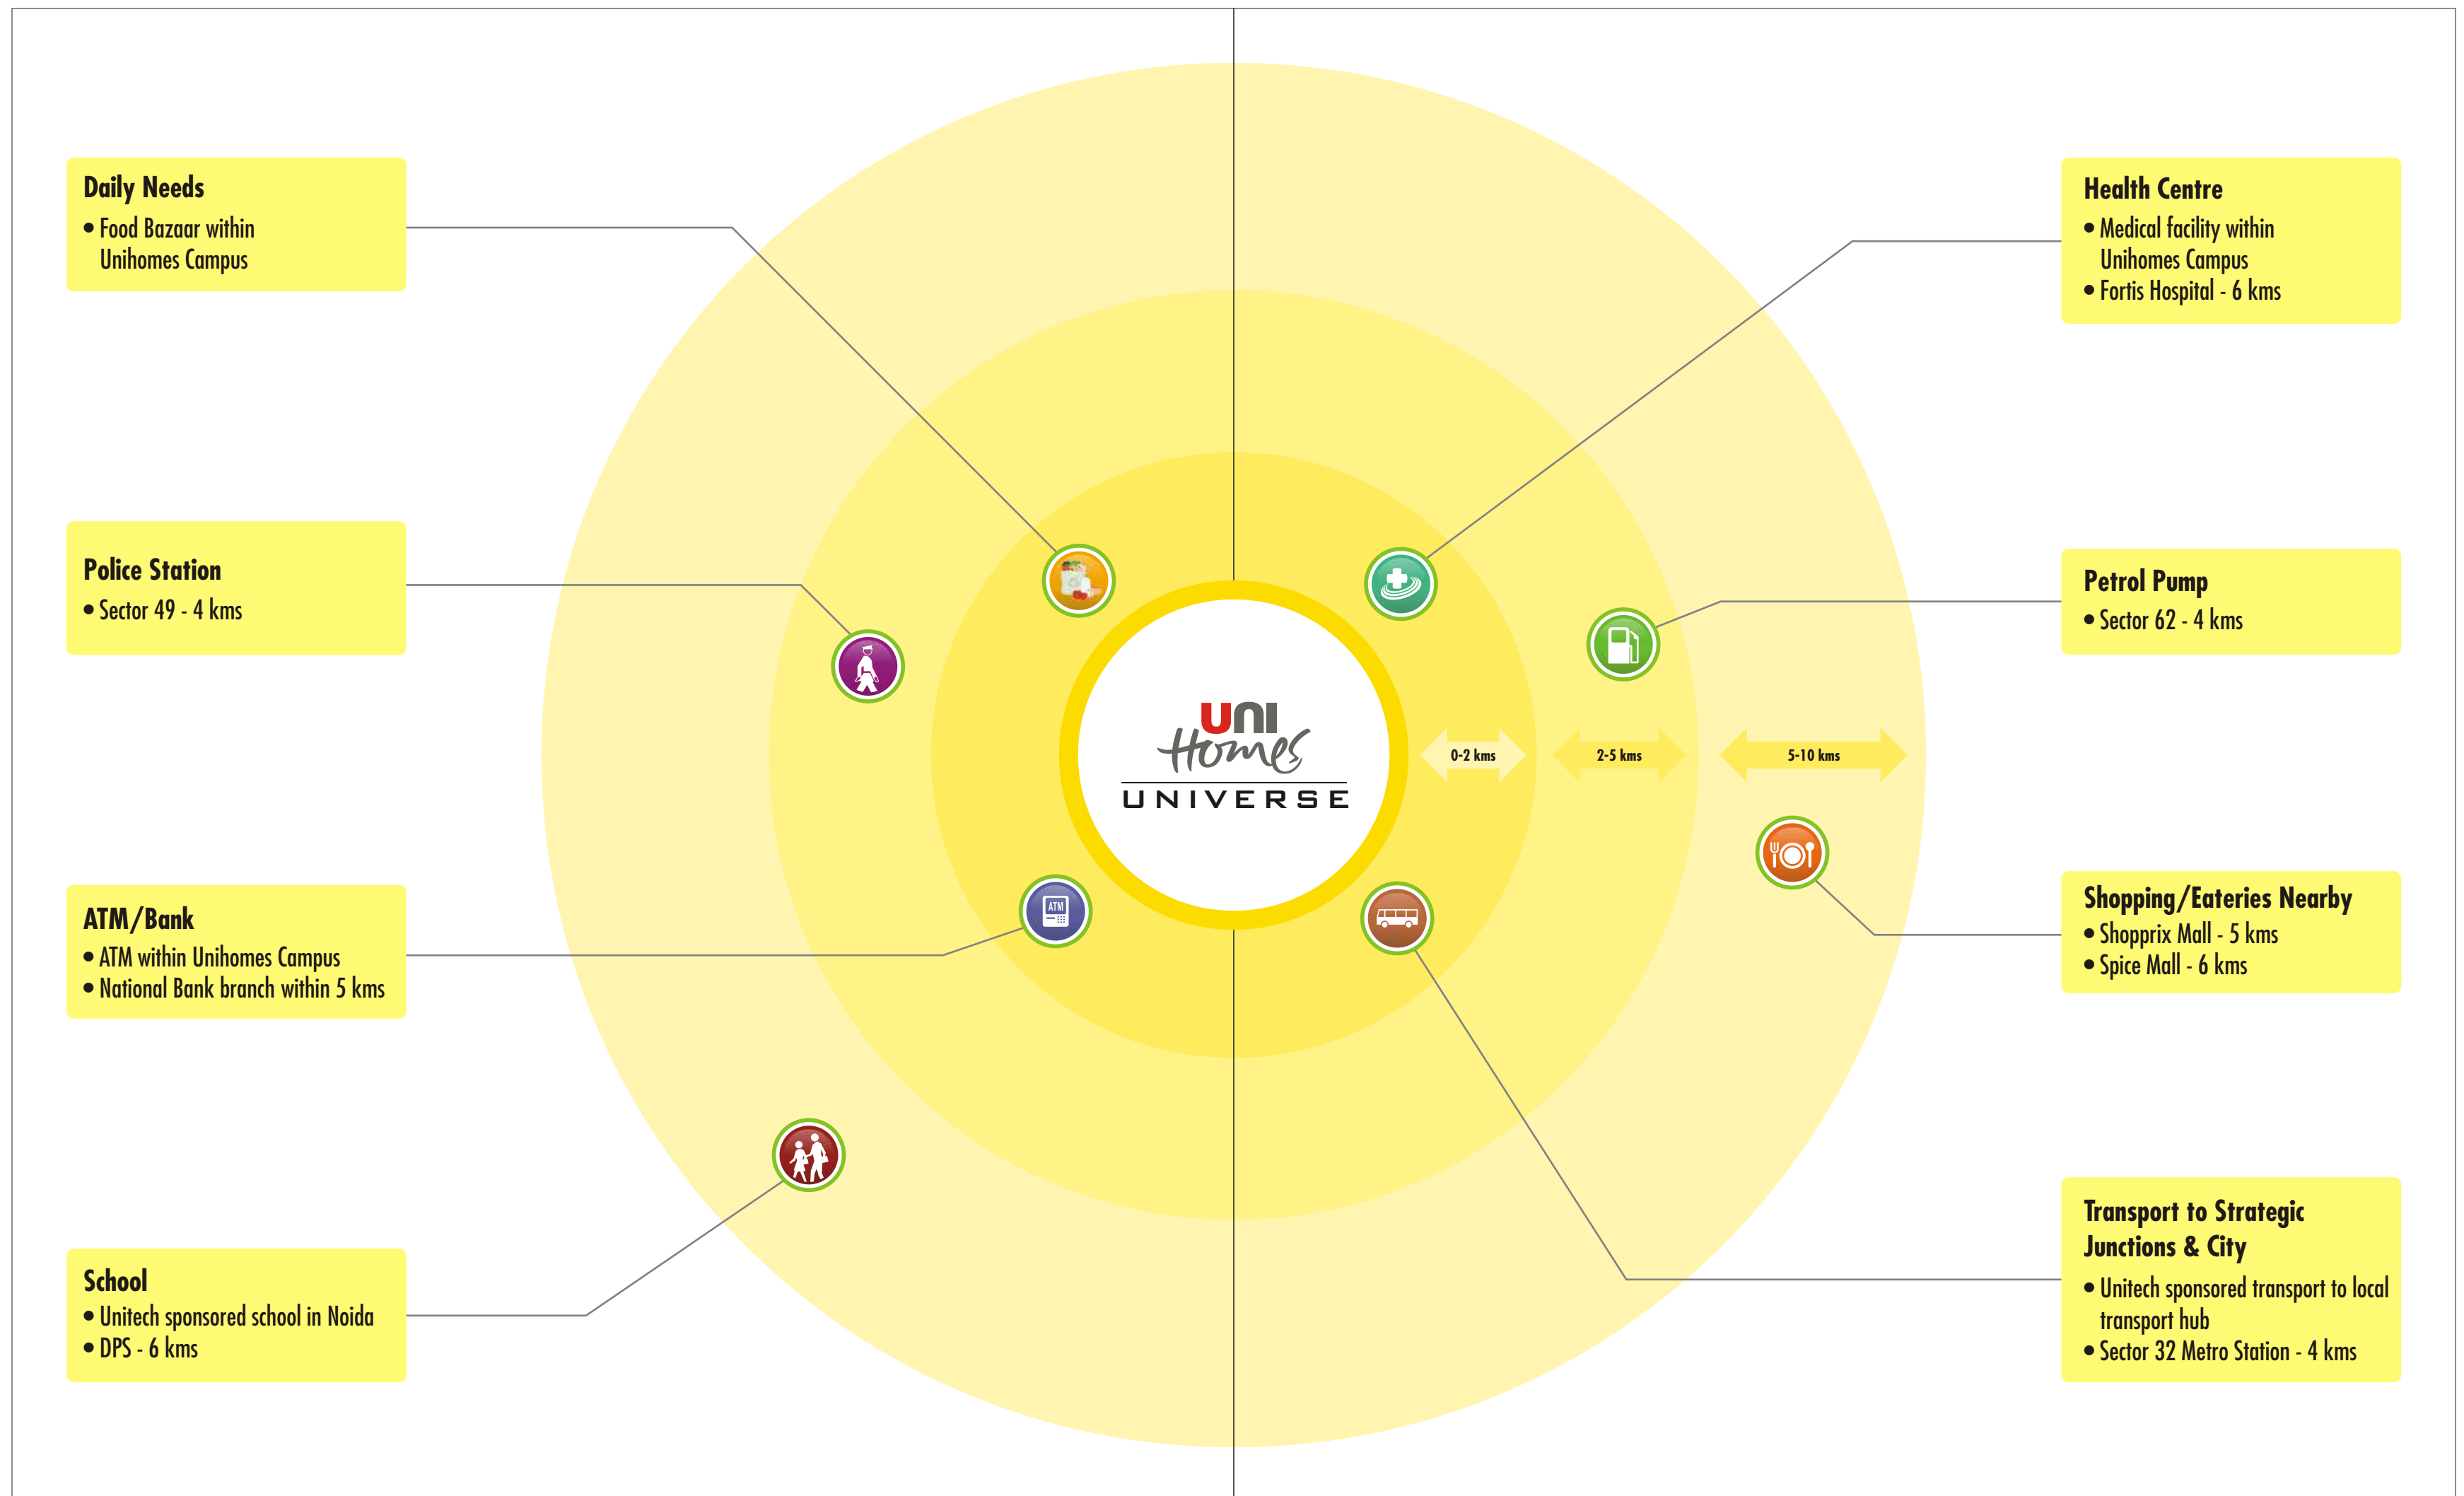 Daily Needs
• Food Bazaar within
Unihomes Campus
Police Station
• Sector 49 - 4 kms
ATM/Bank
• ATM within Unihomes Campus
• National Bank branch within 5 kms
School
• Unitech sponsored school in Noida
• DPS - 6 kms
UNI
Homes
UNIVERSE
ATM
0-2 kms
2-5 kms
5-10 kms
Health Centre
• Medical facility within
Unihomes Campus
• Fortis Hospital - 6 kms
Petrol Pump
• Sector 62 - 4 kms
Shopping/Eateries Nearby
• Shopprix Mall - 5 kms
• Spice Mall - 6 kms
Transport to Strategic
Junctions & City
• Unitech sponsored transport to local
transport hub
• Sector 32 Metro Station - 4 kms